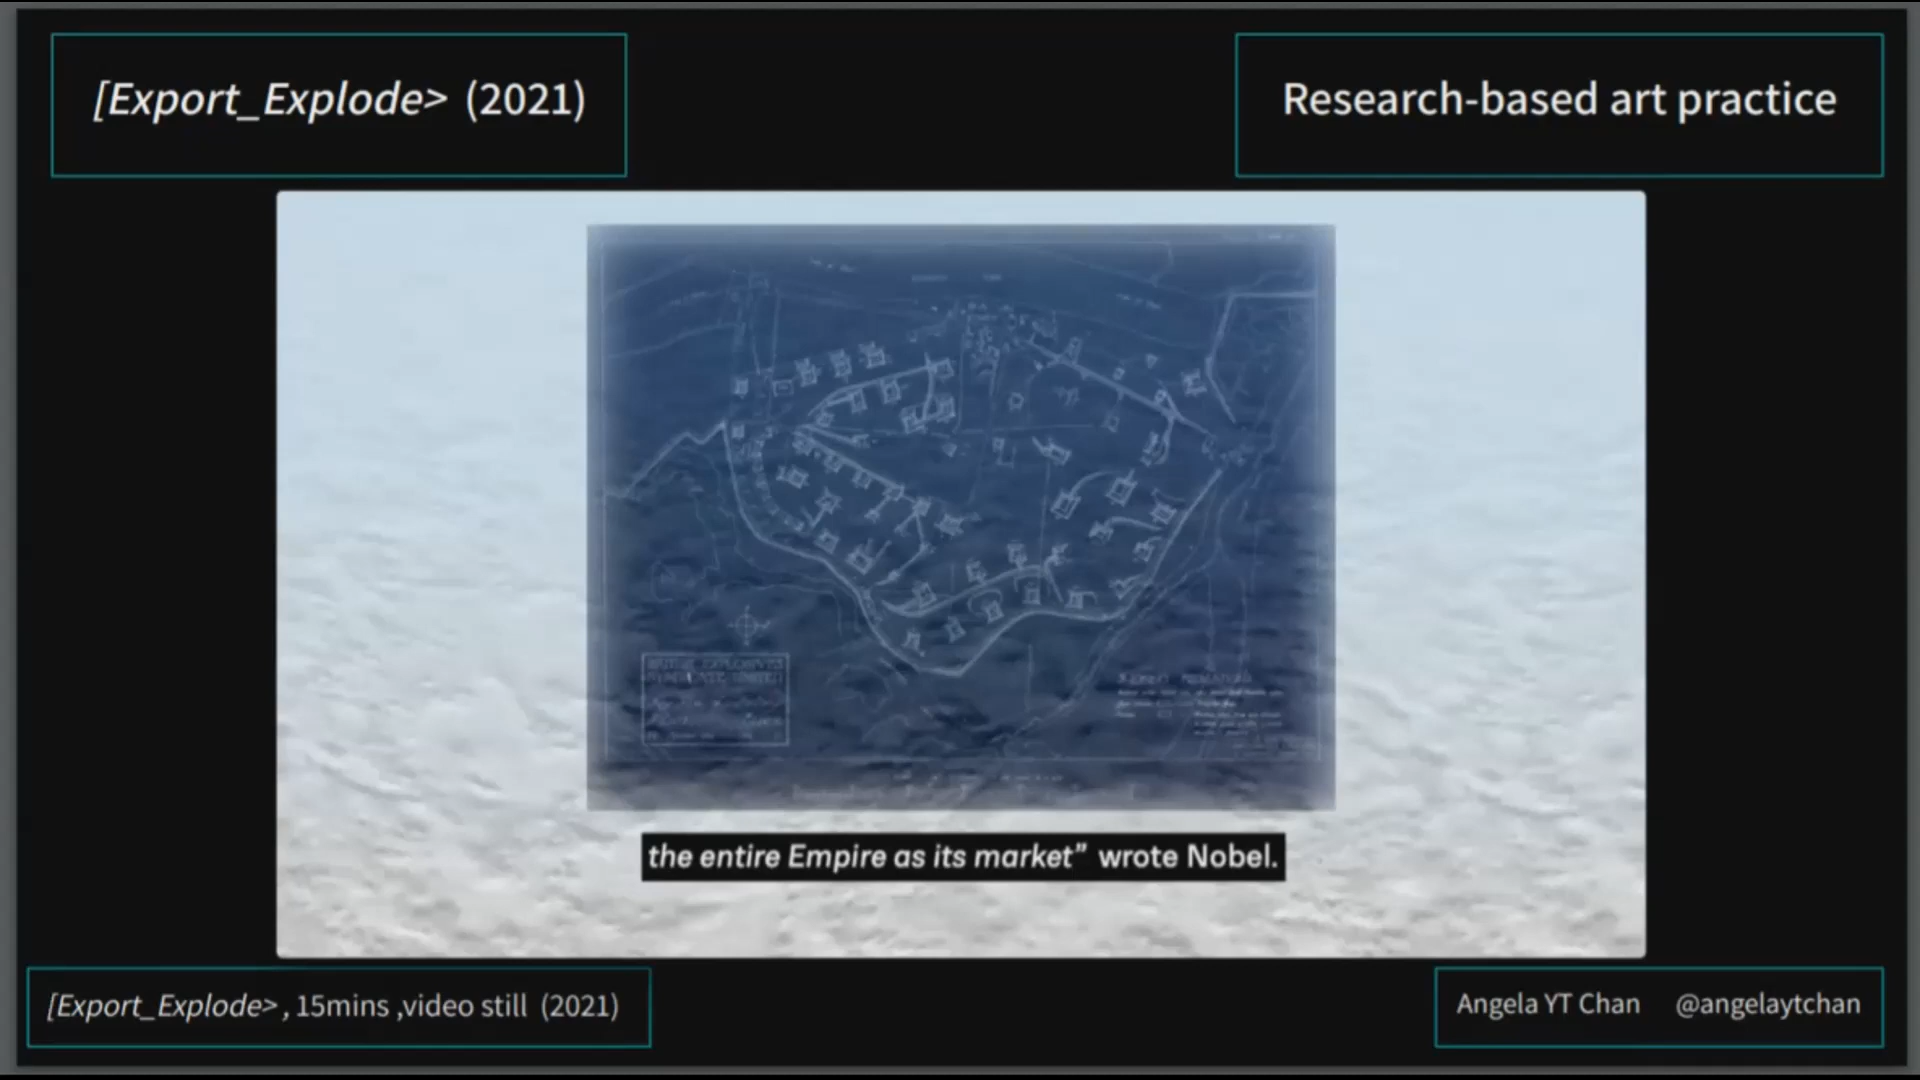 [Export_Explode> (2021)
Research-based art practice
the entire Empire as its market” wrote Nobel.
[Export_Explode> , 15mins ,video still (2021)
Angela YT Chan @angelaytchan